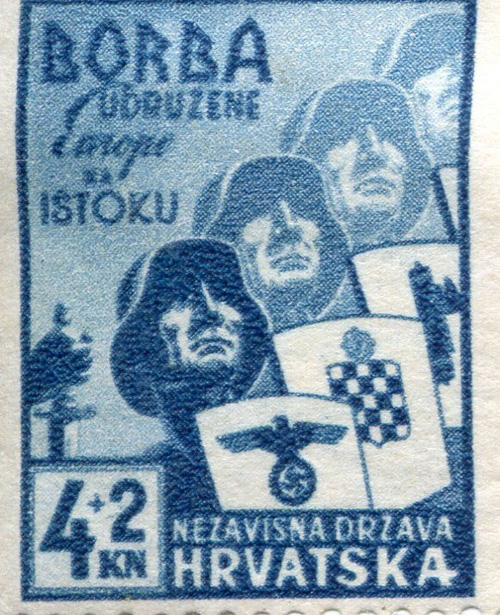 BORBA
UDRUŽENE
Europe
NA
ISTOKU
4+2
KN
NEZAVISNA DRŽAVA
HRVATSKA